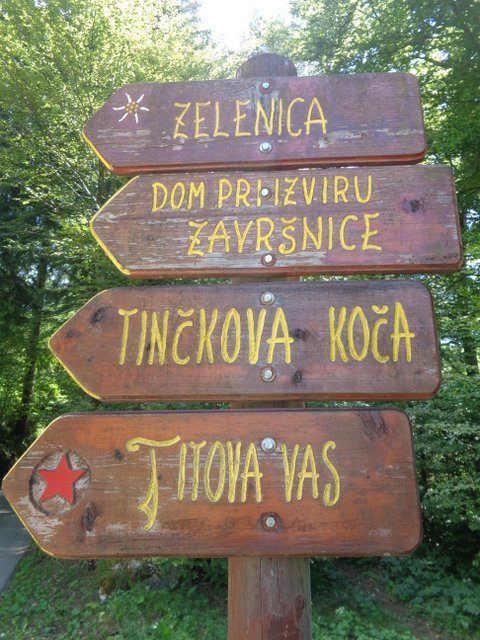 ZELENICA
DOM PRI IZVIRU
ZAVRŠNICE
TINČKOVA KOČA
TITOVA VAS